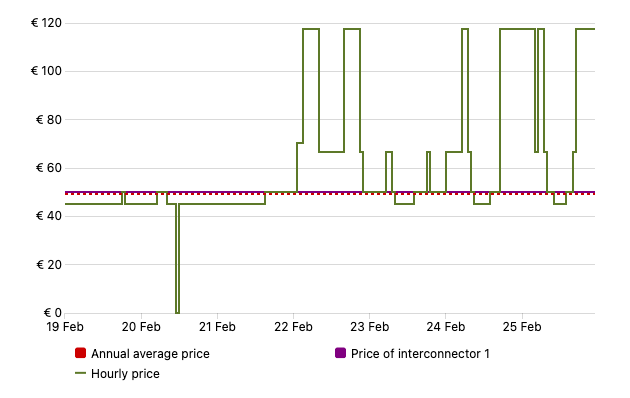 € 120
€ 100
€ 80
€ 60
€ 40
€ 20
€ 0
19 Feb 20 Feb 21 Feb 22 Feb 23 Feb 24 Feb 25 Feb
Annual average price Price of interconnector 1
Hourly price